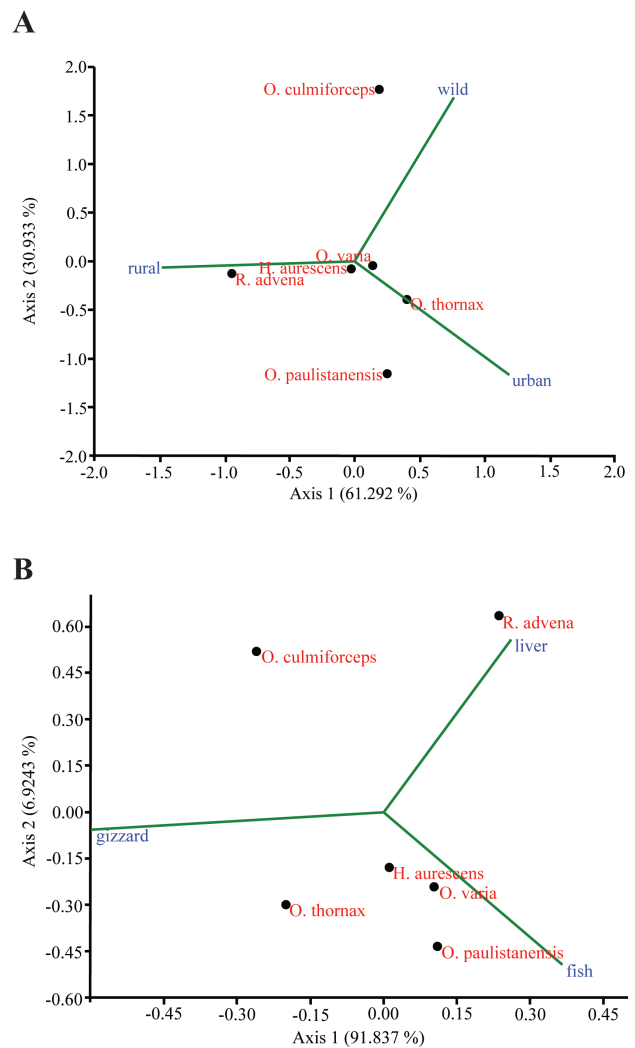 A
2.0
1.5
1.0
0.5
0.0
-0.5
-1.0
-1.5
-2.0
Axis 2 (30.933 %)
O. culmiforceps
wild
O. varia
rural
H. aurescens
R. advena
O. thornax
O. paulistanensis
urban
-2.0 -1.5 -1.0 -0.5 0.0 0.5 1.0 1.5 2.0
Axis 1 (61.292 %)
B
0.60
0.45
0.30
0.15
0.00
-0.15
-0.30
-0.45
-0.60
Axis 2 (6.9243 %)
R. advena
liver
O. culmiforceps
gizzard
H. aurescens
O. varia
O. thornax
O. paulistanensis
fish
-0.45 -0.30 -0.15 0.00 0.15 0.30 0.45
Axis 1 (91.837 %)